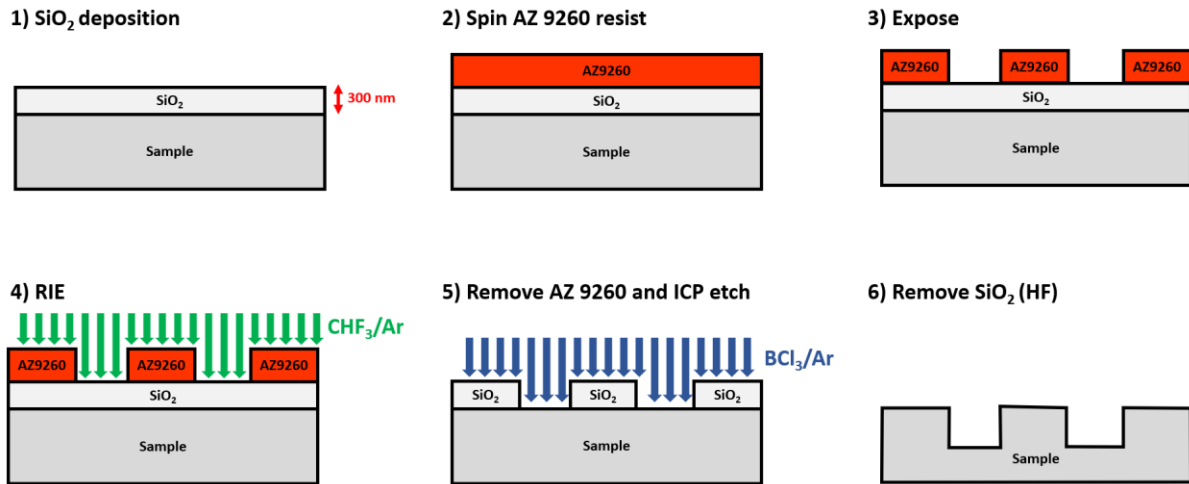 1) SiO₂ deposition
2) Spin AZ 9260 resist
3) Expose
SiO₂
300 nm
Sample
AZ9260
SiO₂
Sample
AZ9260 AZ9260 AZ9260
SiO₂
Sample
4) RIE
5) Remove AZ 9260 and ICP etch
6) Remove SiO₂ (HF)
CHF₃/Ar
AZ9260 AZ9260 AZ9260
SiO₂
Sample
BCl₃/Ar
SiO₂ SiO₂ SiO₂
Sample
Sample